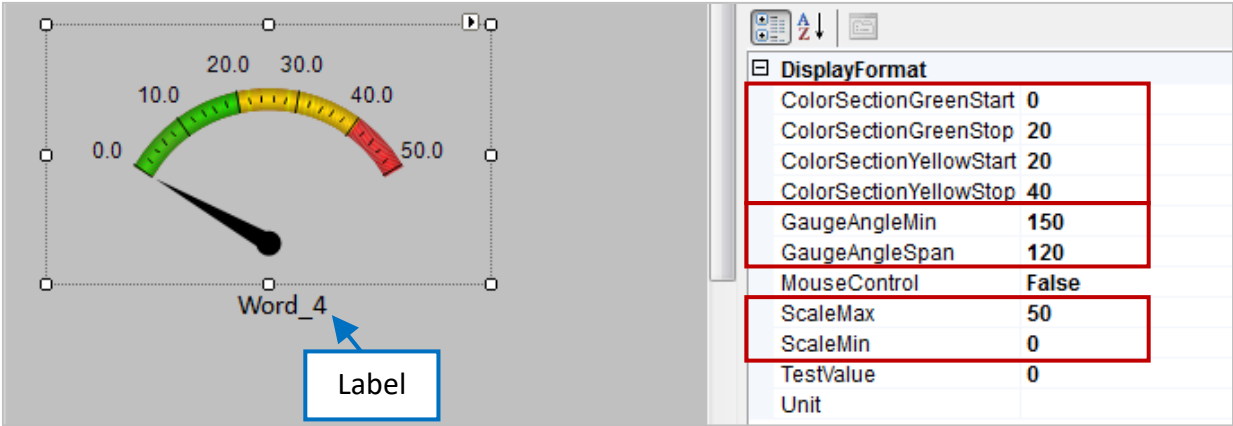 20.0 30.0
10.0 40.0
0.0 50.0
Word_4
Label
A
Z
DisplayFormat
ColorSectionGreenStart 0
ColorSectionGreenStop 20
ColorSectionYellowStart 20
ColorSectionYellowStop 40
GaugeAngleMin 150
GaugeAngleSpan 120
MouseControl False
ScaleMax 50
ScaleMin 0
TestValue 0
Unit